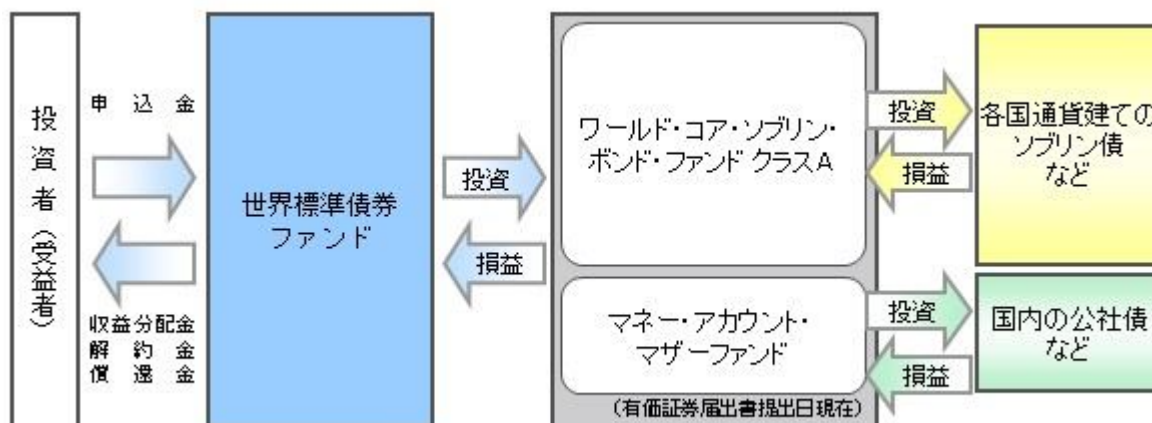 投資者(受益者)
申込金
収益分配金
解約金
償還金
世界標準債券
ファンド
投資
損益
ワールド・コア・ソブリン・
ボンド・ファンド クラスA
マネー・アカウント・
マザーファンド
(有価証券届出書提出日現在)
投資
損益
各国通貨建ての
ソブリン債
など
投資
損益
国内の公社債
など